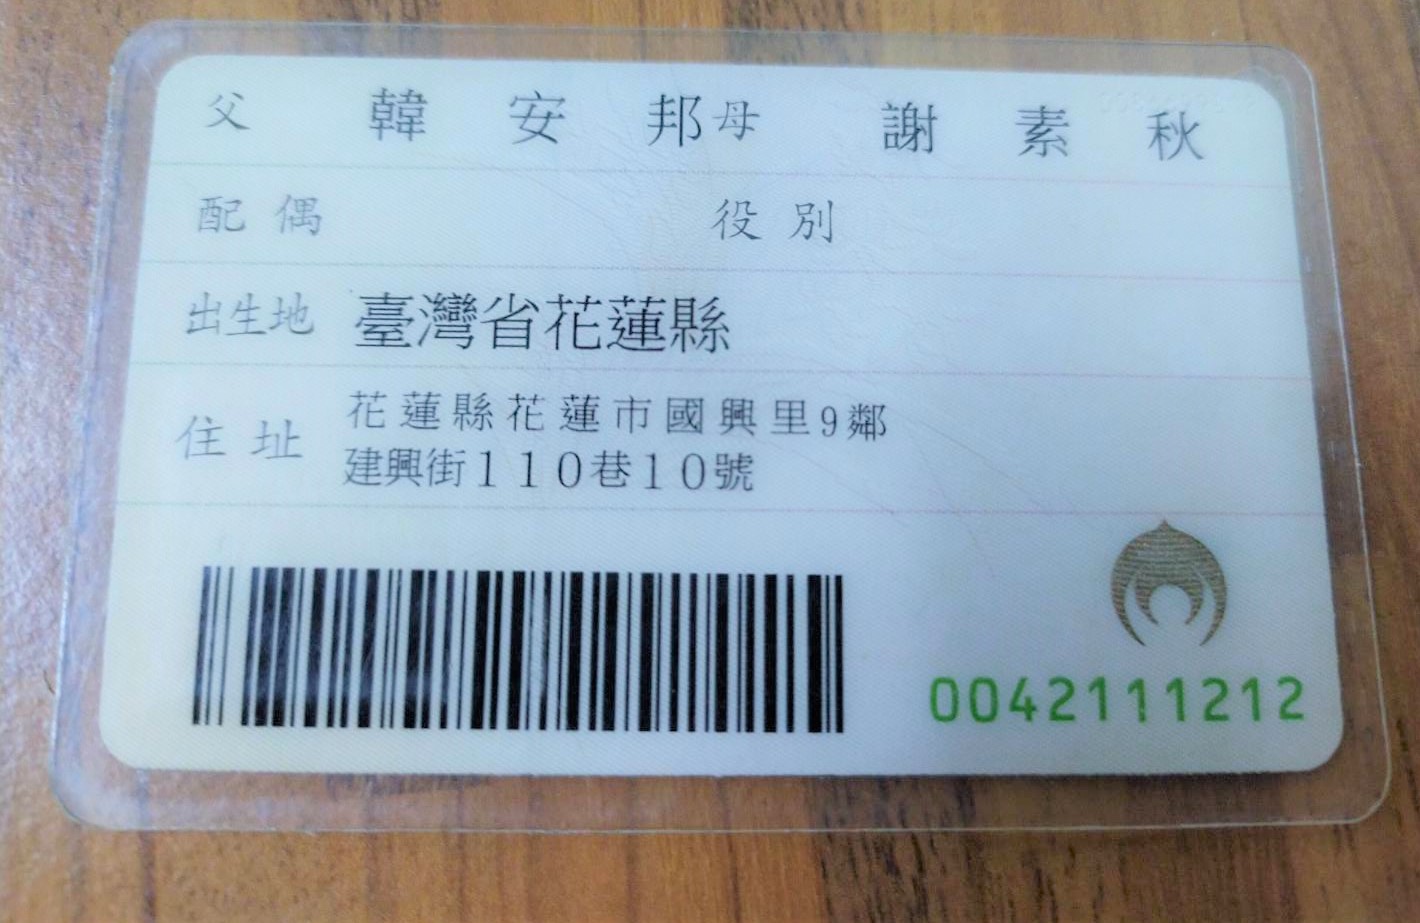 父 韓安邦 母 謝素秋
配偶 役別
出生地 臺灣省花蓮縣
住址 花蓮縣花蓮市國興里9鄰
建興街110巷10號
0042111212